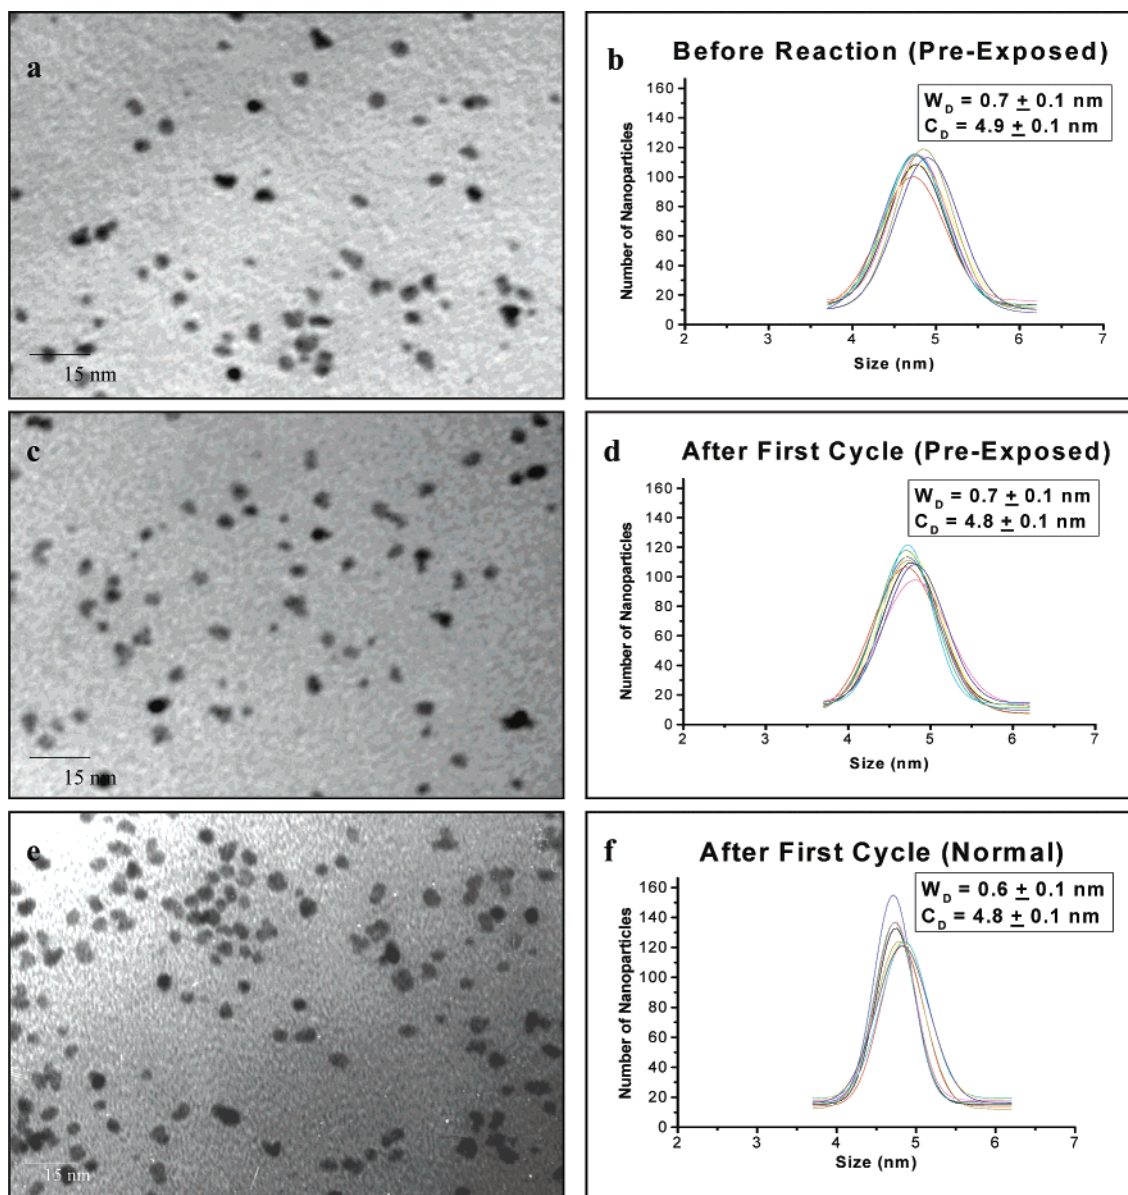 a
15 nm
b
Before Reaction (Pre-Exposed)
W_D = 0.7 ± 0.1 nm
C_D = 4.9 ± 0.1 nm
Number of Nanoparticles
160
140
120
100
80
60
40
20
0
2 3 4 5 6 7
Size (nm)
c
15 nm
d
After First Cycle (Pre-Exposed)
W_D = 0.7 ± 0.1 nm
C_D = 4.8 ± 0.1 nm
Number of Nanoparticles
160
140
120
100
80
60
40
20
0
2 3 4 5 6 7
Size (nm)
e
15 nm
f
After First Cycle (Normal)
W_D = 0.6 ± 0.1 nm
C_D = 4.8 ± 0.1 nm
Number of Nanoparticles
160
140
120
100
80
60
40
20
0
2 3 4 5 6 7
Size (nm)